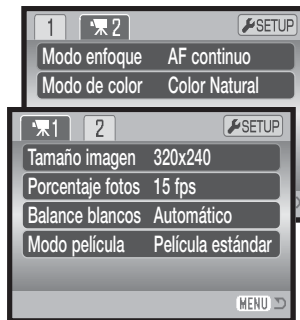 1 2 SETUP
Modo enfoque AF continuo
Modo de color Color Natural
1 2 SETUP
Tamaño imagen 320x240
Porcentaje fotos 15 fps
Balance blancos Automático
Modo película Película estándar
MENU